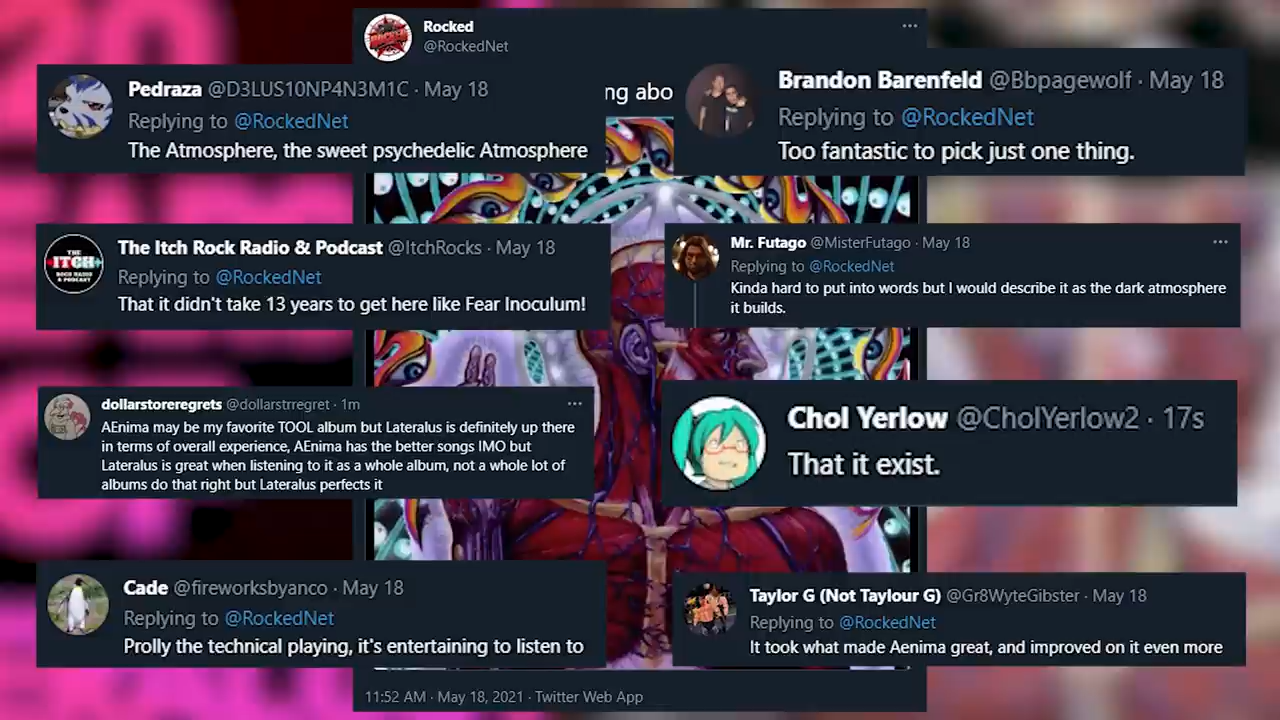 Rocked
@RockedNet
ng abo
Pedraza @D3LUS10NP4N3M1C · May 18
Replying to @RockedNet
The Atmosphere, the sweet psychedelic Atmosphere
Brandon Barenfeld @Bbpagewolf · May 18
Replying to @RockedNet
Too fantastic to pick just one thing.
THE
ITCH
ROCK RADIO
& PODCAST
The Itch Rock Radio & Podcast @ItchRocks · May 18
Replying to @RockedNet
That it didn't take 13 years to get here like Fear Inoculum!
Mr. Futago @MisterFutago · May 18
Replying to @RockedNet
Kinda hard to put into words but I would describe it as the dark atmosphere
it builds.
dollarstoreregrets @dollarstrregret · 1m
AEnima may be my favorite TOOL album but Lateralus is definitely up there
in terms of overall experience, AEnima has the better songs IMO but
Lateralus is great when listening to it as a whole album, not a whole lot of
albums do that right but Lateralus perfects it
Chol Yerlow @CholYerlow2 · 17s
That it exist.
Cade @fireworksbyanco · May 18
Replying to @RockedNet
Prolly the technical playing, it's entertaining to listen to
Taylor G (Not Taylour G) @Gr8WyteGibster · May 18
Replying to @RockedNet
It took what made Aenima great, and improved on it even more
11:52 AM · May 18, 2021 · Twitter Web App